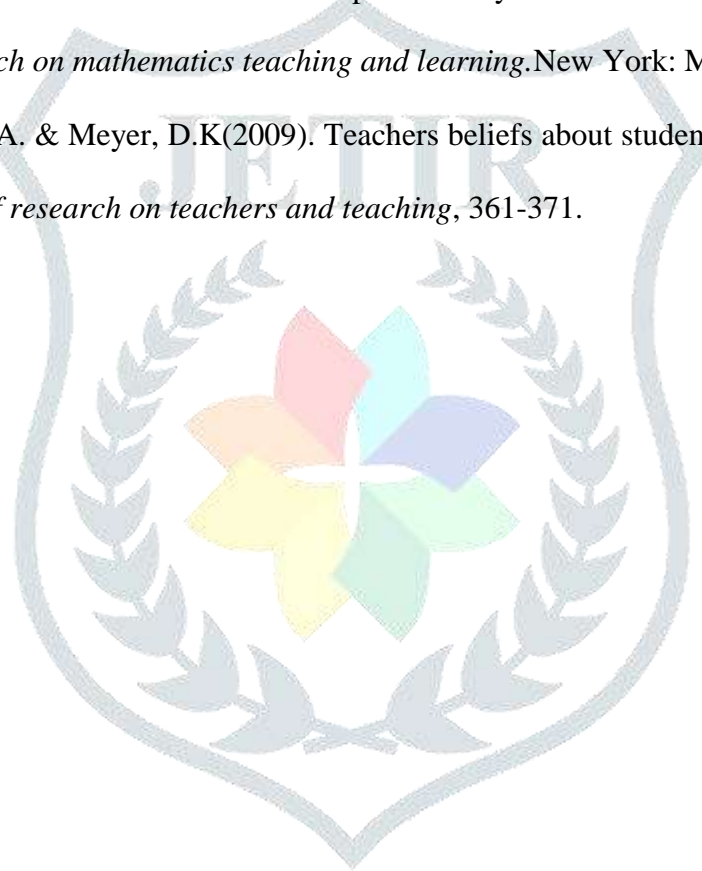 ch on mathematics teaching and learning.New York: M
A. & Meyer, D.K(2009). Teachers beliefs about studen
f research on teachers and teaching, 361-371.
JETIR